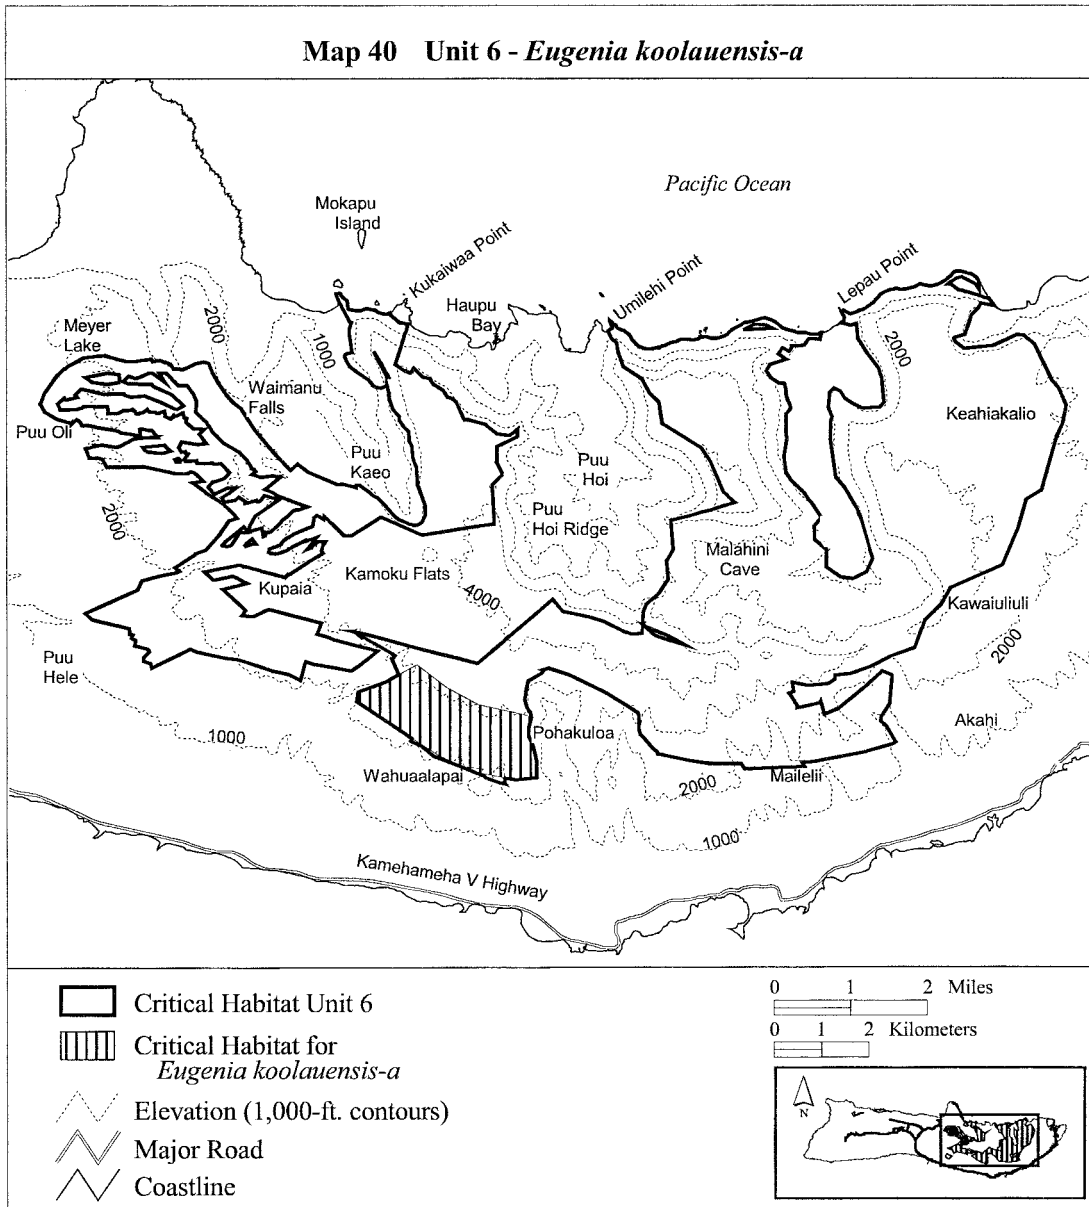 Map 40 Unit 6 - Eugenia koolauensis-a
Pacific Ocean
Mokapu
Island
Kukaiwaa Point
Haupu
Bay
Umilehi Point
Lepau Point
Meyer
Lake
2000
1000
2000
Waimanu
Falls
Keahiakalio
Puu Oli
Puu
Kaeo
Puu
Hoi
2000
Puu
Hoi Ridge
Malahini
Cave
Kupaia
Kamoku Flats
4000
Kawaiuliuli
2000
Puu
Hele
1000
Pohakuloa
Akahi
Wahuaalapai
Mailelii
2000
1000
Kamehameha V Highway
Critical Habitat Unit 6
Critical Habitat for
Eugenia koolauensis-a
Elevation (1,000-ft. contours)
Major Road
Coastline
0 1 2 Miles
0 1 2 Kilometers
N